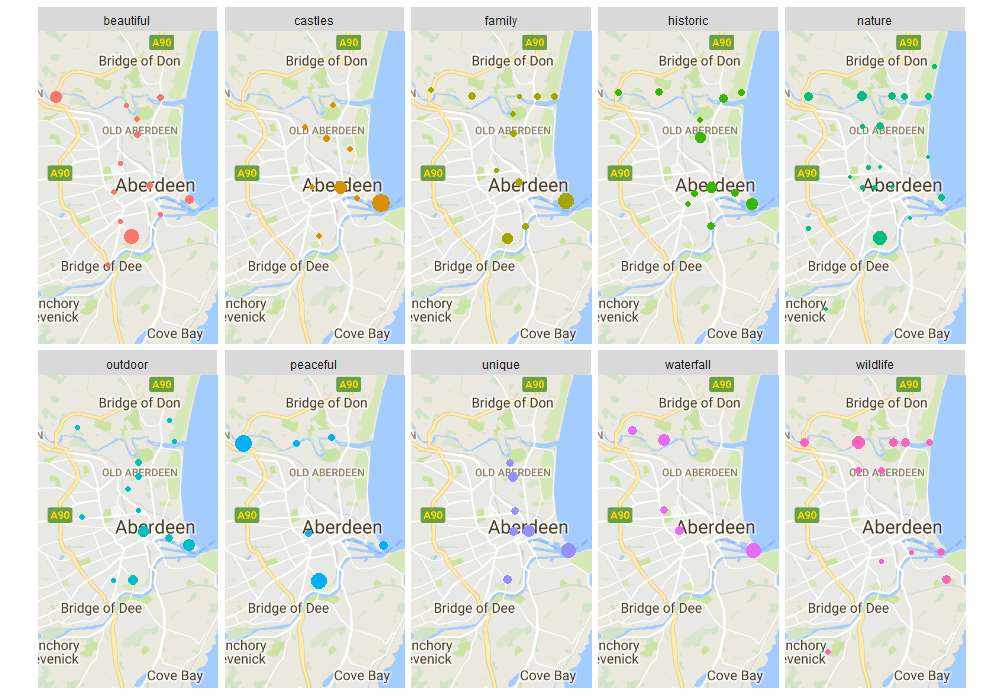 beautiful
castles
family
historic
nature
A90
A90
A90
A90
A90
Bridge of Don
Bridge of Don
Bridge of Don
Bridge of Don
Bridge of Don
N
N
N
N
OLD ABERDEEN
OLD ABERDEEN
OLD ABERDEEN
OLD ABERDEEN
OLD ABERDEEN
A90
A90
A90
A90
A90
Aberdeen
Aberdeen
Aberdeen
Aberdeen
Aberdeen
Bridge of Dee
Bridge of Dee
Bridge of Dee
Bridge of Dee
Bridge of Dee
nchory
evenick
nchory
evenick
nchory
evenick
nchory
evenick
nchory
evenick
Cove Bay
Cove Bay
Cove Bay
Cove Bay
Cove Bay
outdoor
peaceful
unique
waterfall
wildlife
A90
A90
A90
A90
A90
Bridge of Don
Bridge of Don
Bridge of Don
Bridge of Don
Bridge of Don
N
N
N
N
OLD ABERDEEN
OLD ABERDEEN
OLD ABERDEEN
OLD ABERDEEN
OLD ABERDEEN
A90
A90
A90
A90
A90
Aberdeen
Aberdeen
Aberdeen
Aberdeen
Aberdeen
Bridge of Dee
Bridge of Dee
Bridge of Dee
Bridge of Dee
Bridge of Dee
nchory
evenick
nchory
evenick
nchory
evenick
nchory
evenick
nchory
evenick
Cove Bay
Cove Bay
Cove Bay
Cove Bay
Cove Bay